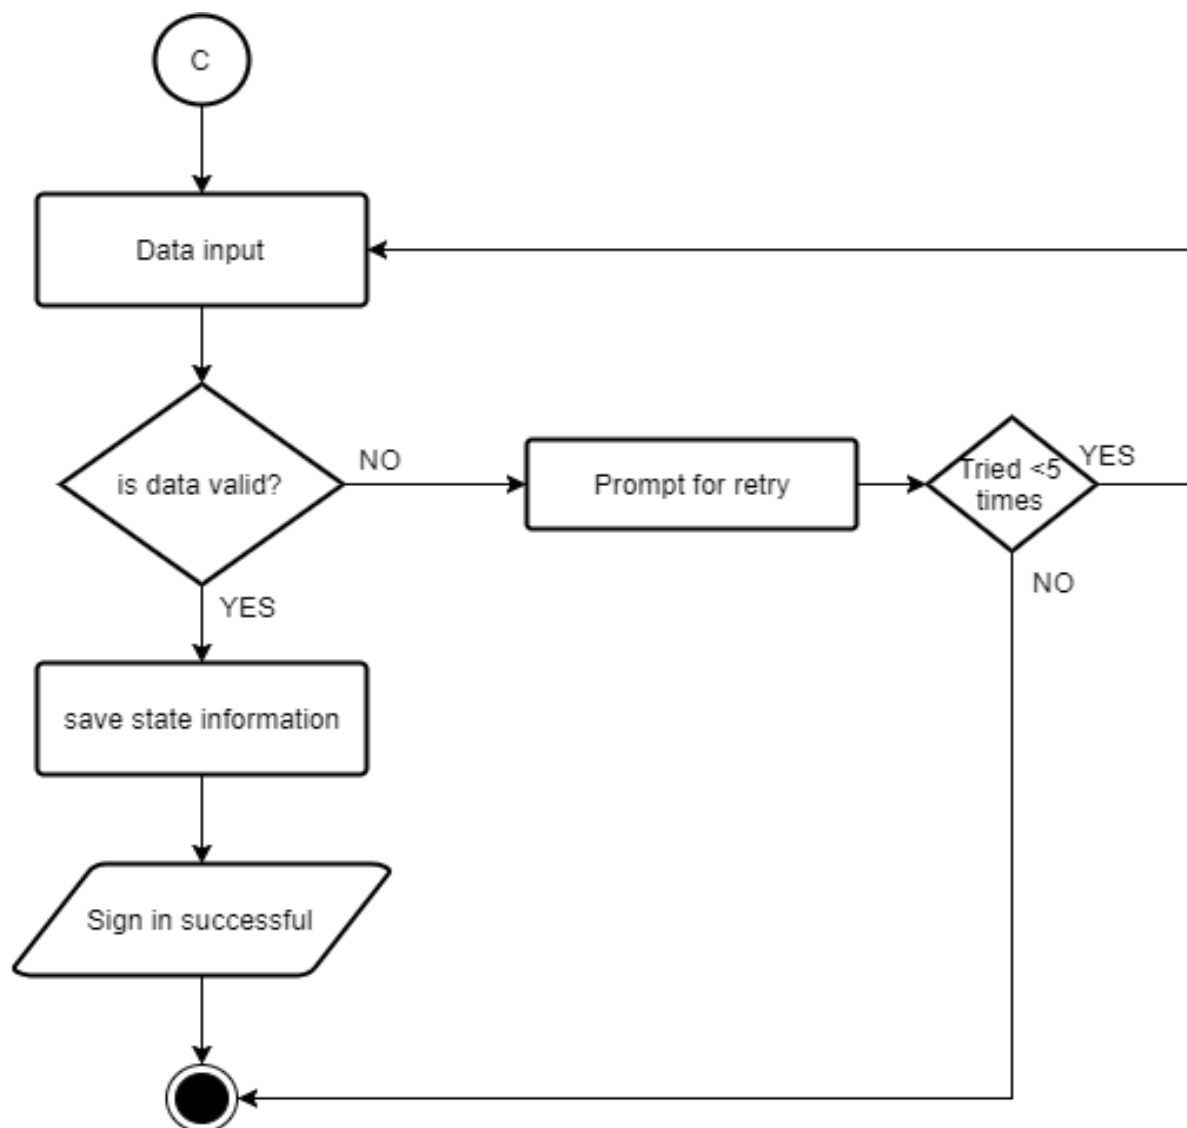 C
Data input
is data valid?
NO
Prompt for retry
Tried <5
times
YES
NO
YES
save state information
Sign in successful